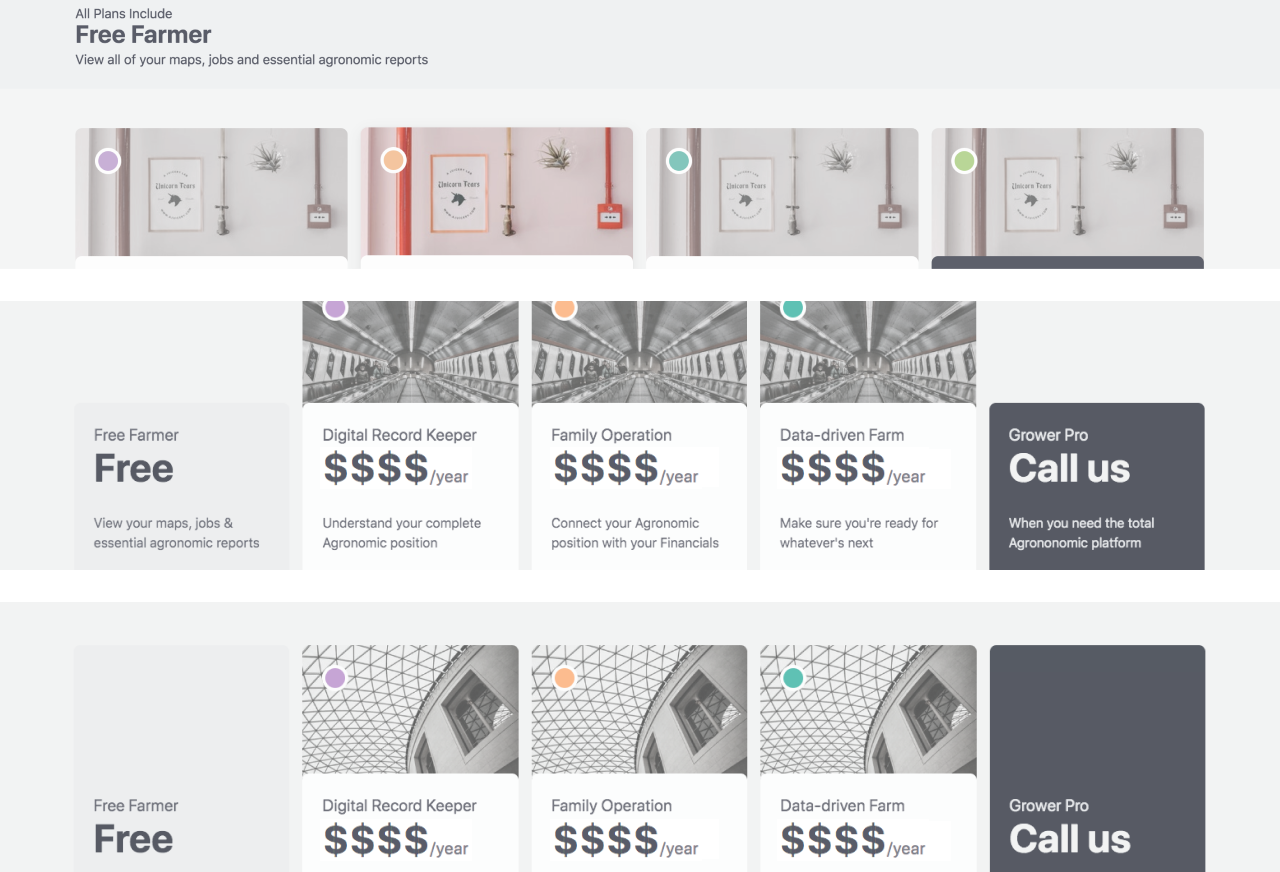 All Plans Include
Free Farmer
View all of your maps, jobs and essential agronomic reports
Unicorn Tears
Unicorn Tears
Unicorn Tears
Unicorn Tears
Free Farmer
Free
View your maps, jobs &
essential agronomic reports
Digital Record Keeper
$$$$/year
Understand your complete
Agronomic position
Family Operation
$$$$/year
Connect your Agronomic
position with your Financials
Data-driven Farm
$$$$/year
Make sure you're ready for
whatever's next
Grower Pro
Call us
When you need the total
Agrononomic platform
Free Farmer
Free
Digital Record Keeper
$$$$/year
Family Operation
$$$$/year
Data-driven Farm
$$$$/year
Grower Pro
Call us